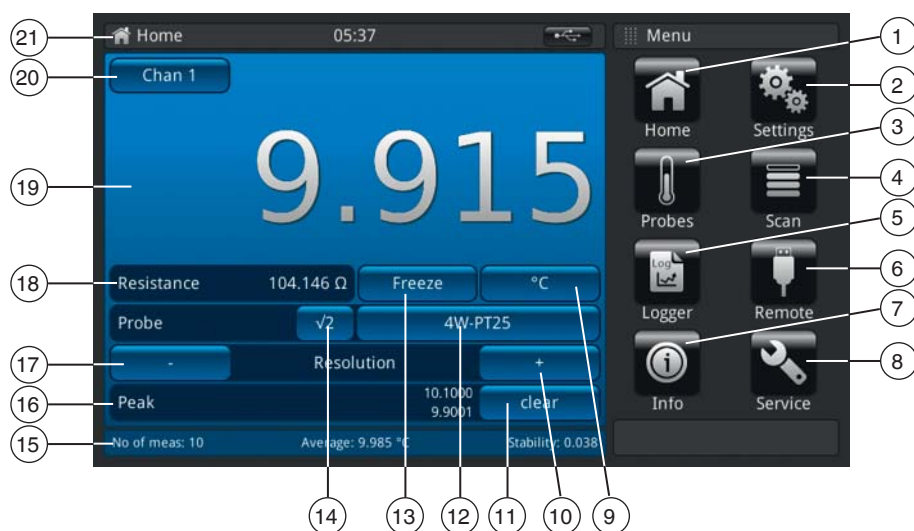 21 Home 05:37 Menu 1
20 Chan 1 2
Home Settings
3
19 9.915 4
Probes Scan
5
18 Resistance 104.146 Ω Freeze °C 6
Logger Remote
Probe √2 4W-PT25 7
17 - Resolution + 8
16 Peak 10.1000 clear Info Service
9.9001
15 No of meas: 10 Average: 9.985 °C Stability: 0.038
14 13 12 11 10 9
Log